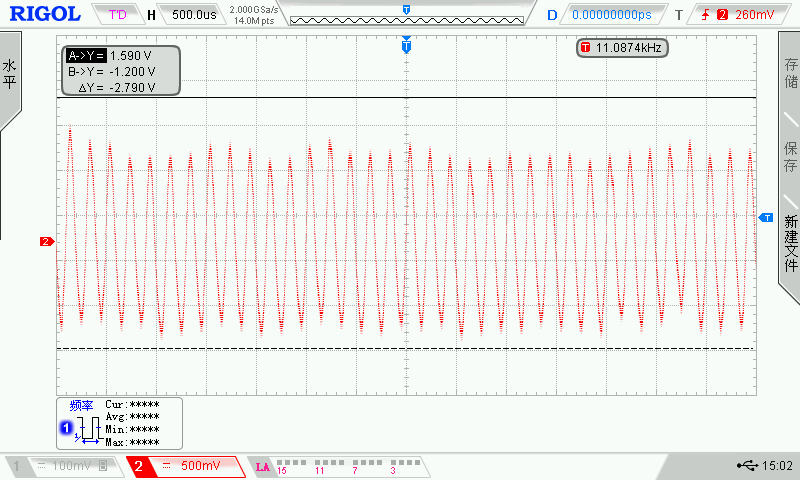 RIGOL T'D H 500.0us 2.000GSa/s 14.0M pts D 0.00000000ps T 2 260mV
T
水平
A->Y= 1.590 V
B->Y= -1.200 V
ΔY= -2.790 V
T 11.0874kHz
T
存储
保存
新建文件
2
T
频率
1
Cur:*****
Avg:*****
Min:*****
Max:*****
1 100mV 2 500mV LA 15 11 7 3 15:02